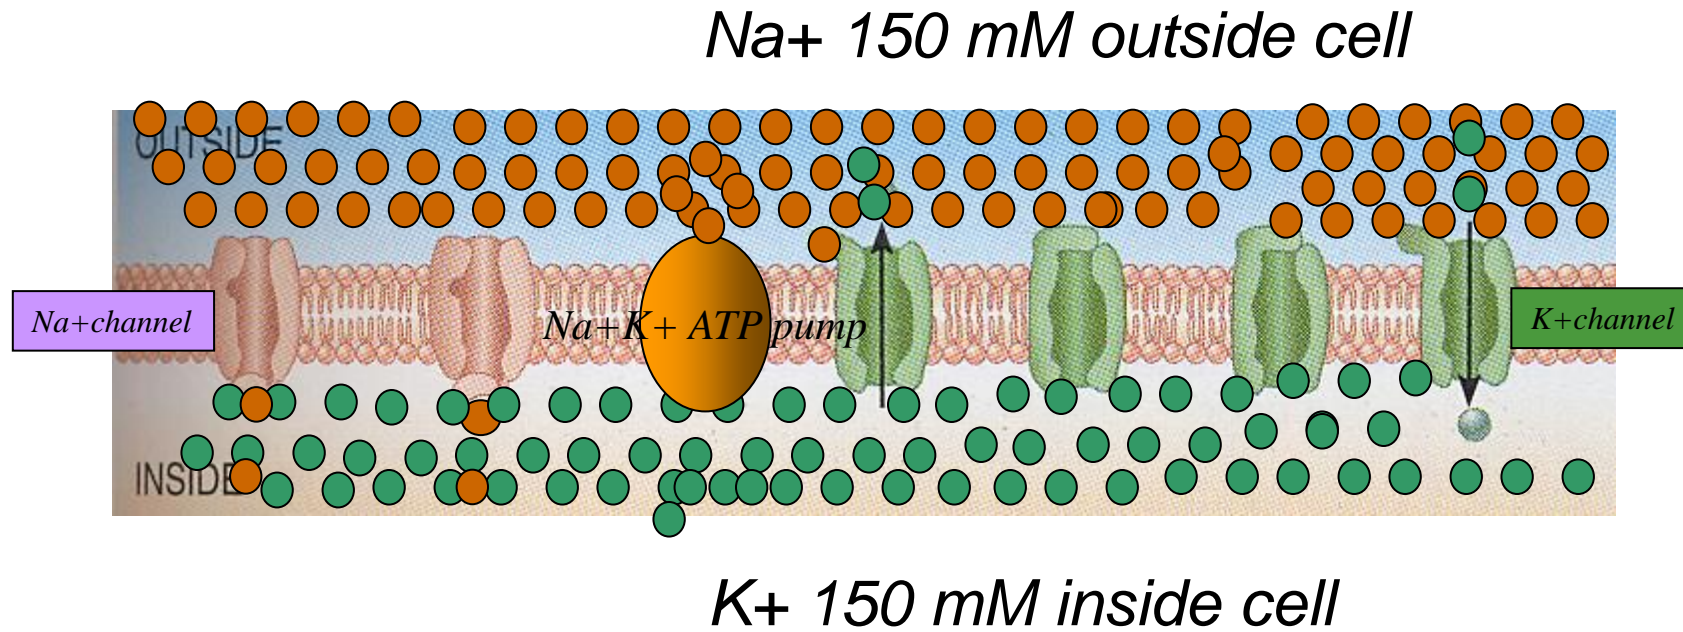 Na+ 150 mM outside cell
OUTSIDE
Na+channel
Na+K+ ATP pump
K+channel
INSIDE
K+ 150 mM inside cell